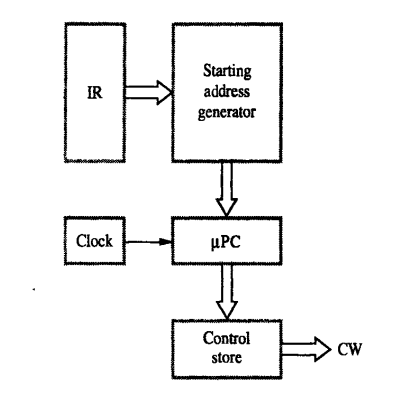 IR
Starting
address
generator
Clock
μPC
Control
store
CW